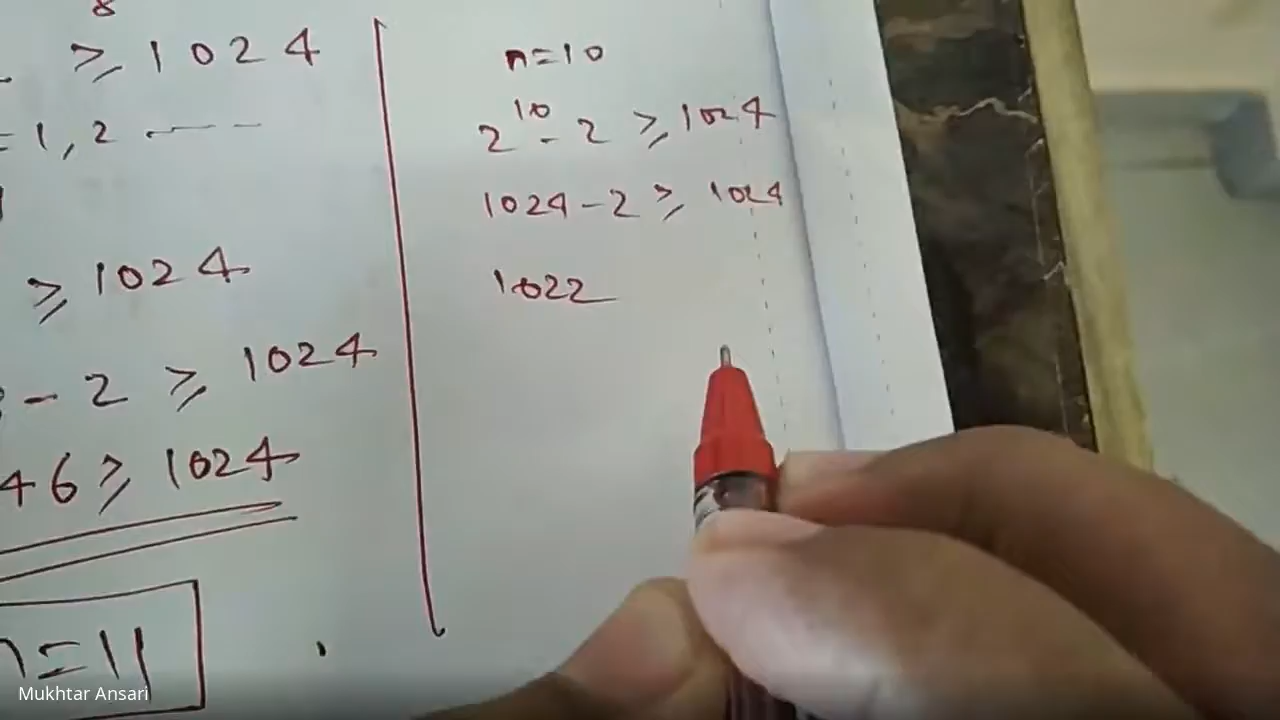 ≥ 1024
= 1, 2 ----
≥ 1024
- 2 ≥ 1024
46 ≥ 1024
n = 11
n = 10
2^10 - 2 ≥ 1024
1024 - 2 ≥ 1024
1022
Mukhtar Ansari